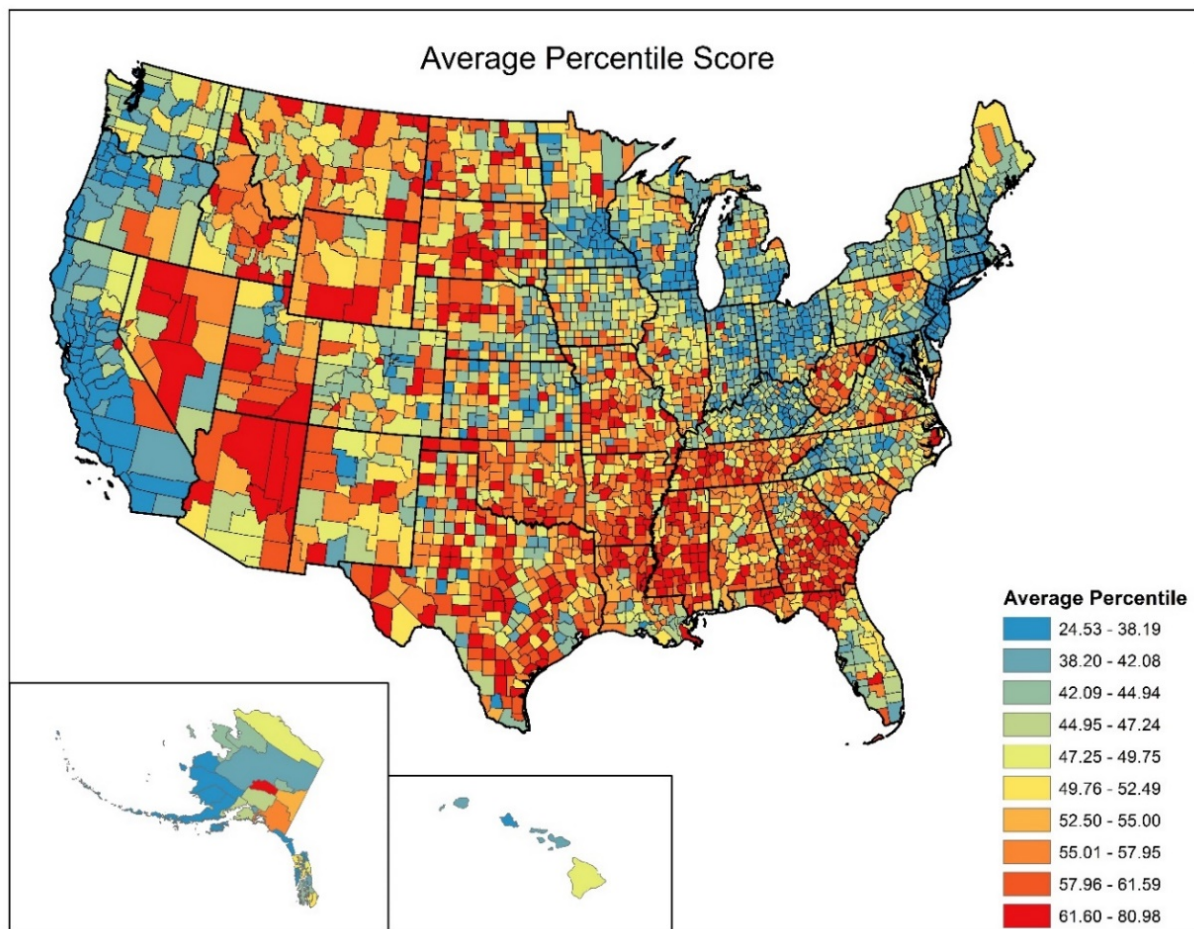 Average Percentile Score
Average Percentile
24.53 - 38.19
38.20 - 42.08
42.09 - 44.94
44.95 - 47.24
47.25 - 49.75
49.76 - 52.49
52.50 - 55.00
55.01 - 57.95
57.96 - 61.59
61.60 - 80.98